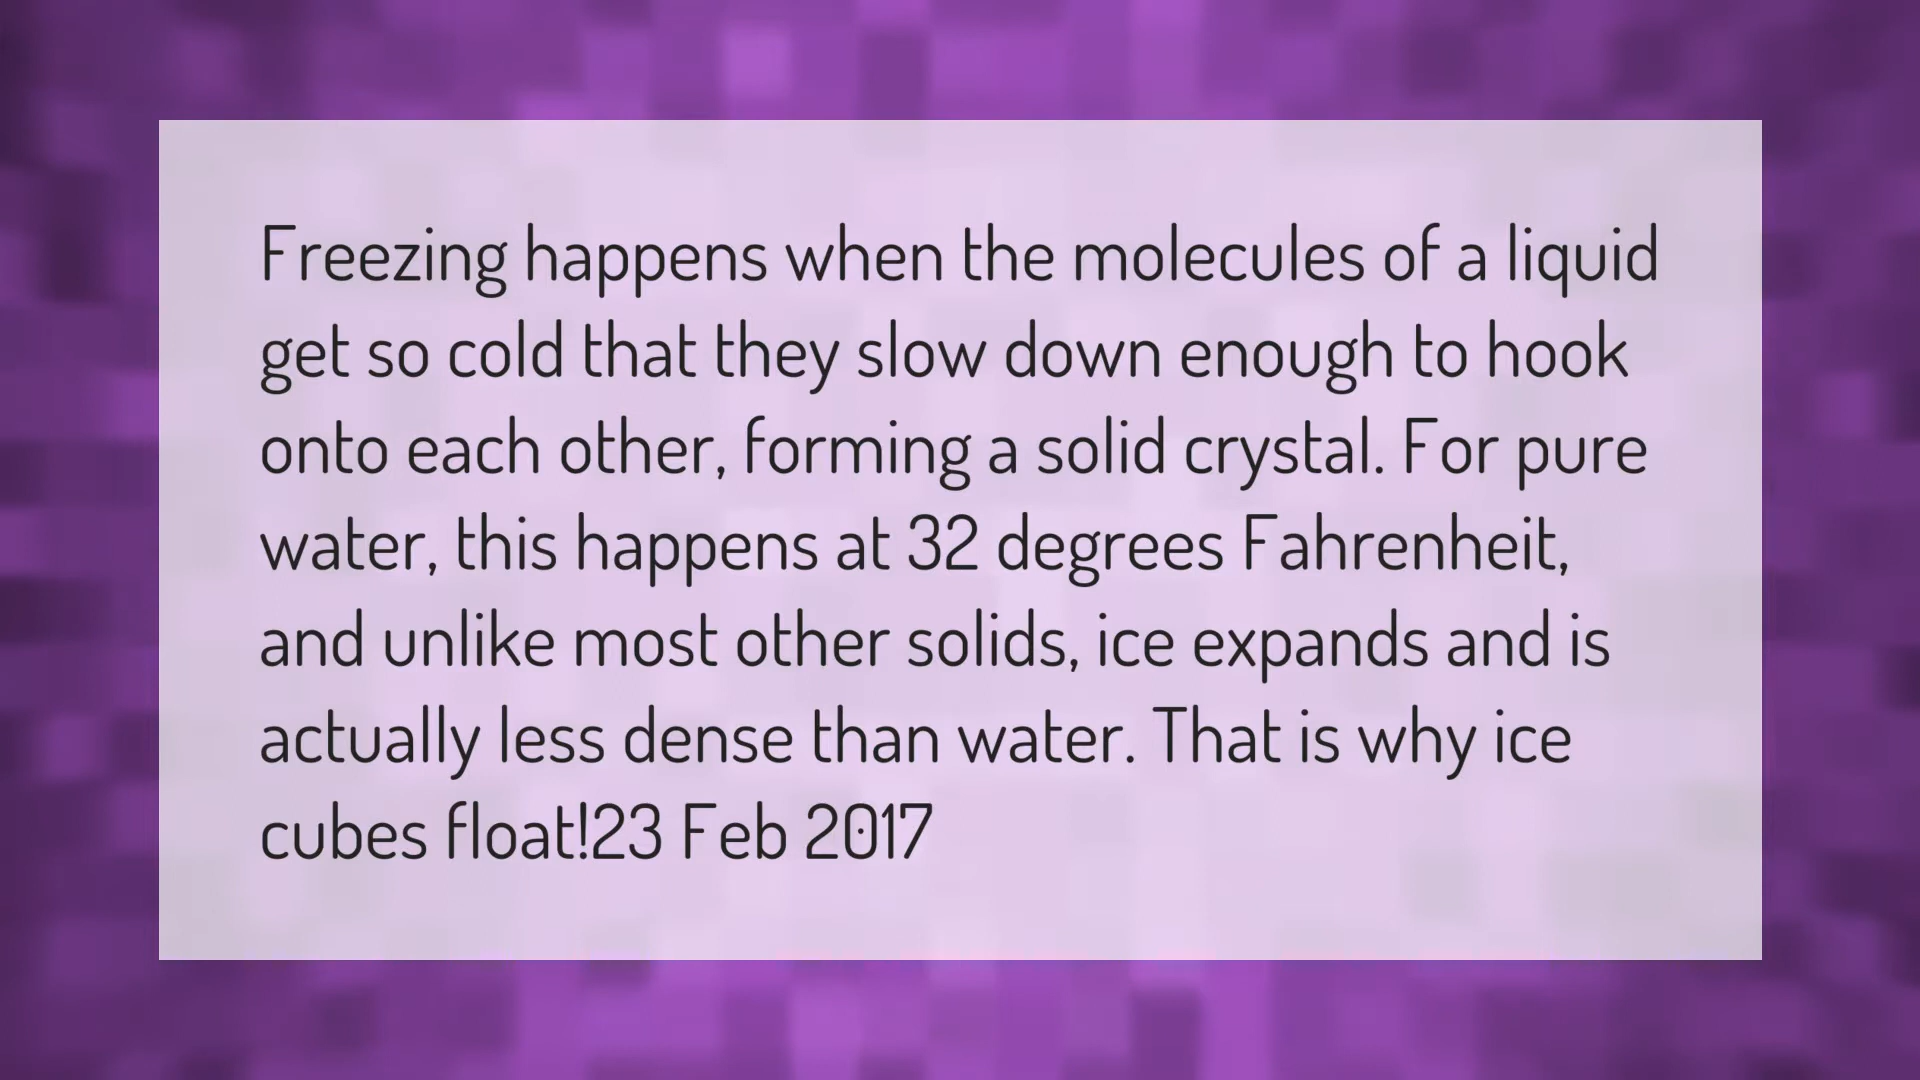 Freezing happens when the molecules of a liquid
get so cold that they slow down enough to hook
onto each other, forming a solid crystal. For pure
water, this happens at 32 degrees Fahrenheit,
and unlike most other solids, ice expands and is
actually less dense than water. That is why ice
cubes float!23 Feb 2017